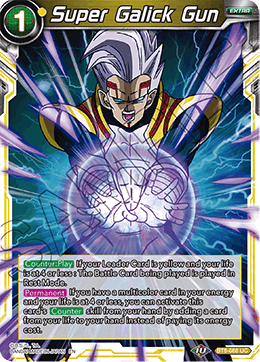 1
Super Galick Gun
EXTRA
Counter:Play If your Leader Card is yellow and your life
is at 4 or less : The Battle Card being played is played in
Rest Mode.
Permanent If you have a multicolor card in your energy
and your life is at 4 or less, you can activate this
card's Counter skill from your hand by adding a card
from your life to your hand instead of paying its energy
cost.
BT8-088 UC